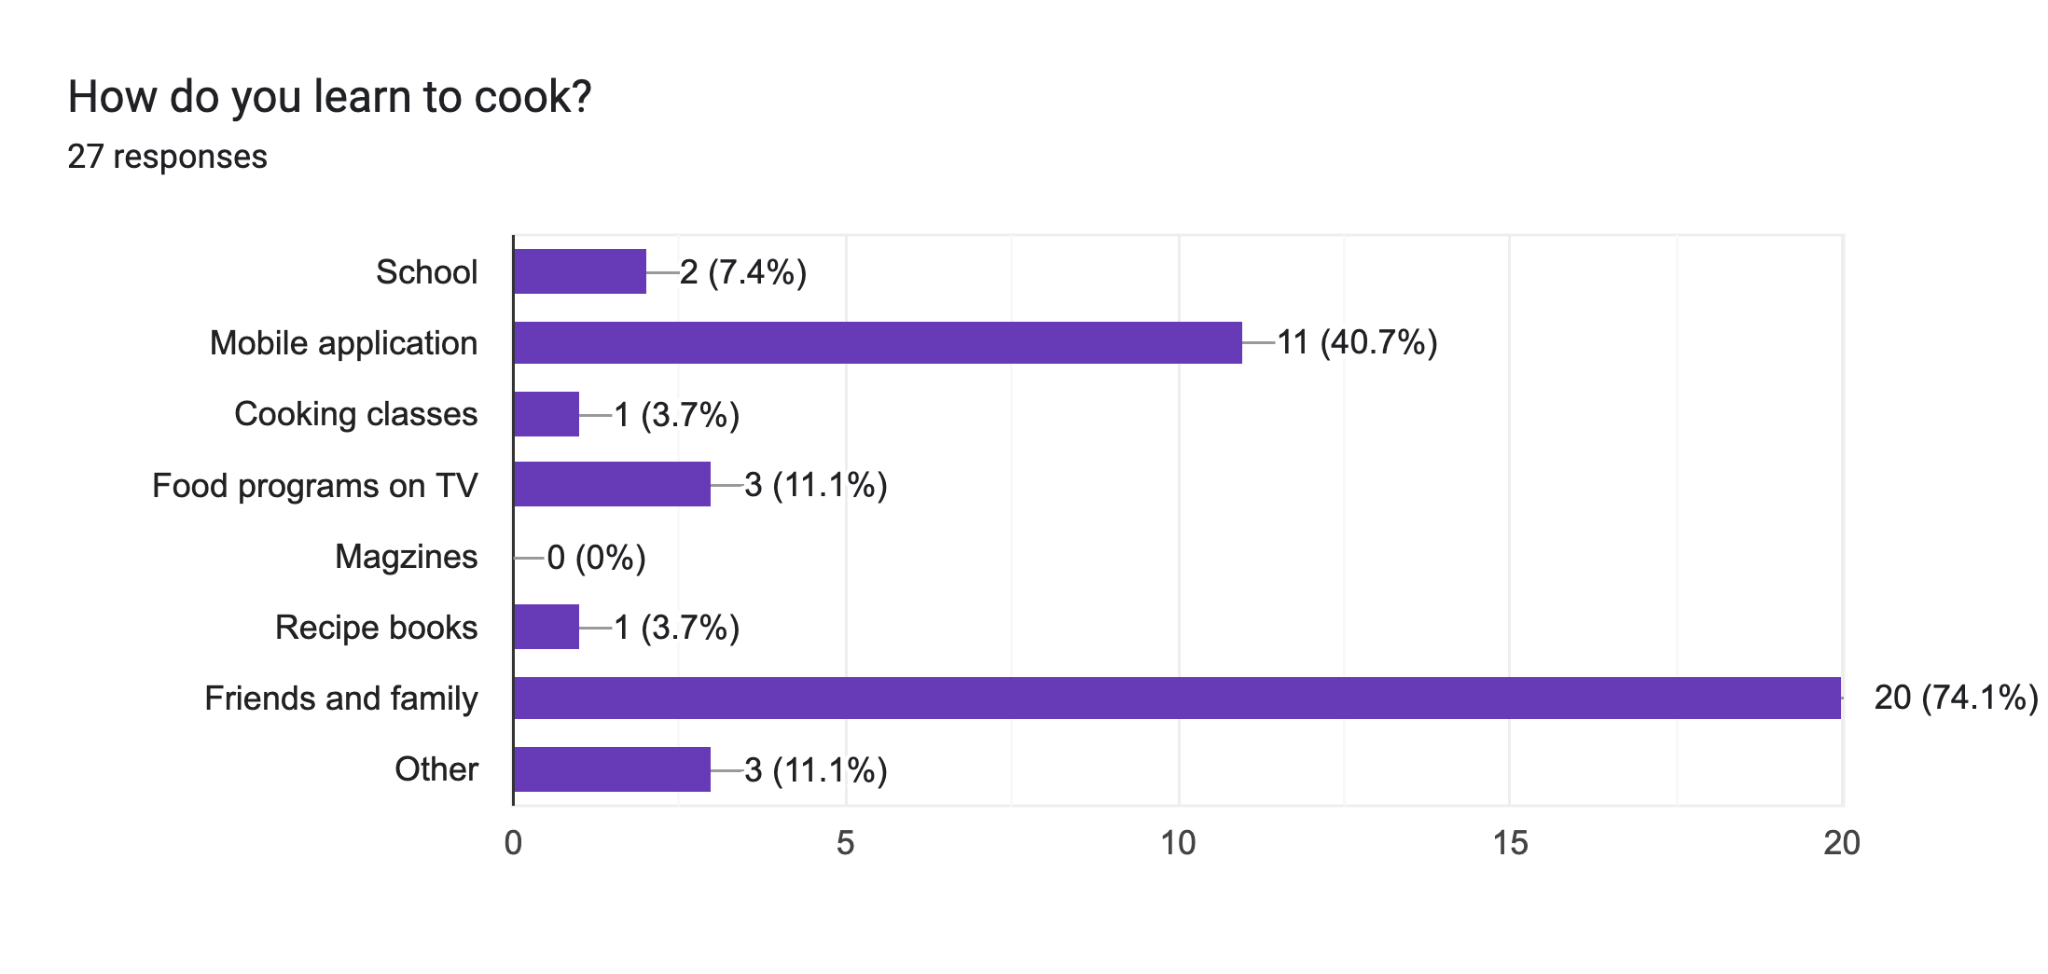 How do you learn to cook?
27 responses
School 2 (7.4%)
Mobile application 11 (40.7%)
Cooking classes 1 (3.7%)
Food programs on TV 3 (11.1%)
Magzines 0 (0%)
Recipe books 1 (3.7%)
Friends and family 20 (74.1%)
Other 3 (11.1%)
0 5 10 15 20